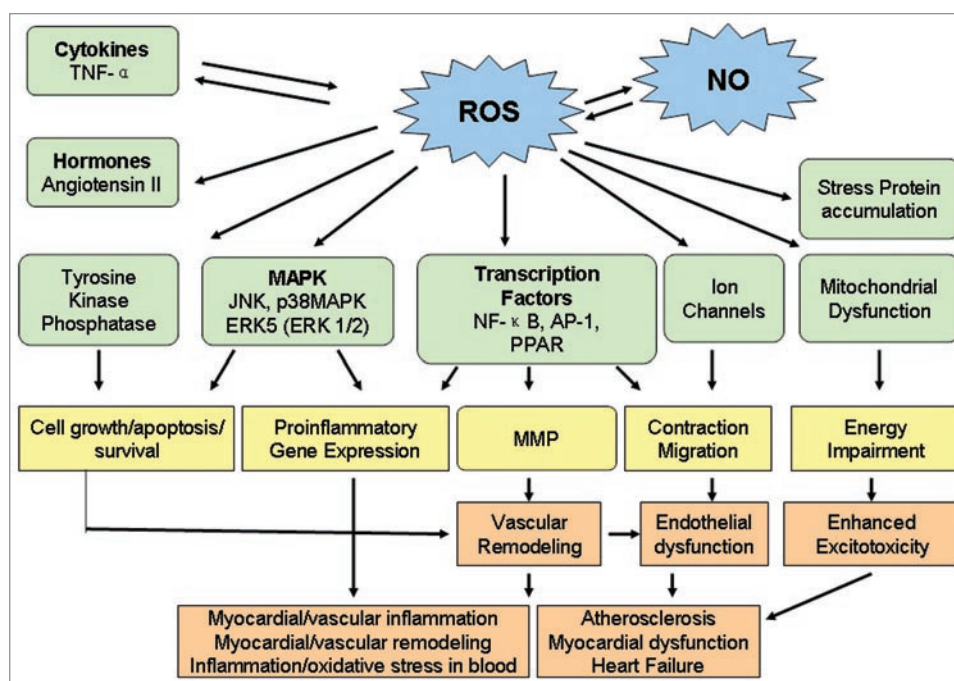 Cytokines
TNF- α
ROS
NO
Hormones
Angiotensin II
Stress Protein
accumulation
Tyrosine
Kinase
Phosphatase
MAPK
JNK, p38MAPK
ERK5 (ERK 1/2)
Transcription
Factors
NF- κ B, AP-1,
PPAR
Ion
Channels
Mitochondrial
Dysfunction
Cell growth/apoptosis/
survival
Proinflammatory
Gene Expression
MMP
Contraction
Migration
Energy
Impairment
Vascular
Remodeling
Endothelial
dysfunction
Enhanced
Excitotoxicity
Myocardial/vascular inflammation
Myocardial/vascular remodeling
Inflammation/oxidative stress in blood
Atherosclerosis
Myocardial dysfunction
Heart Failure